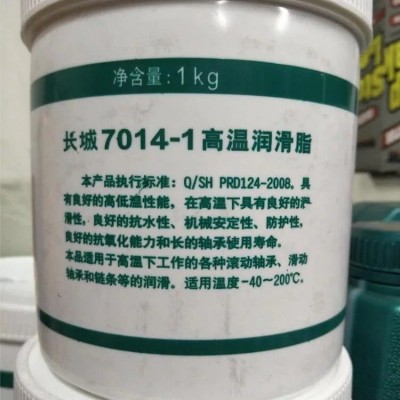 净含量:1kg
长城7014-1高温润滑脂
本产品执行标准: Q/SH PRD124-2008。具
有良好的高低温性能, 在高温下具有良好的润
滑性, 良好的抗水性、机械安定性、防护性,
良好的抗氧化能力和长的轴承使用寿命。
本品适用于高温下工作的各种滚动轴承、滑动
轴承和链条等的润滑。适用温度-40~200℃。